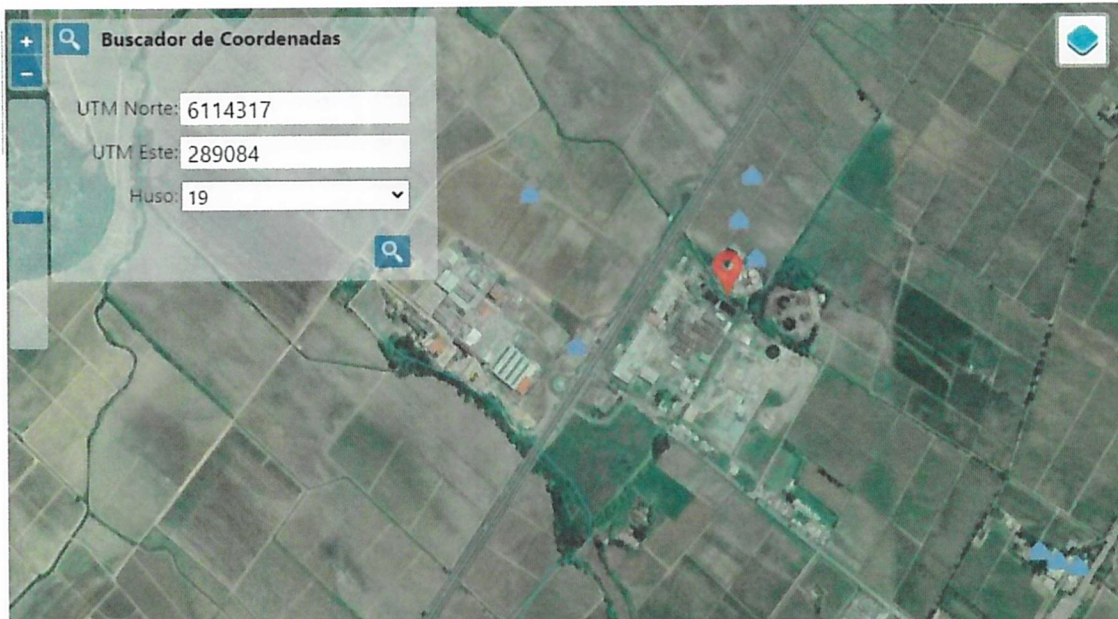 +
Buscador de Coordenadas
−
UTM Norte: 6114317
UTM Este: 289084
Huso: 19